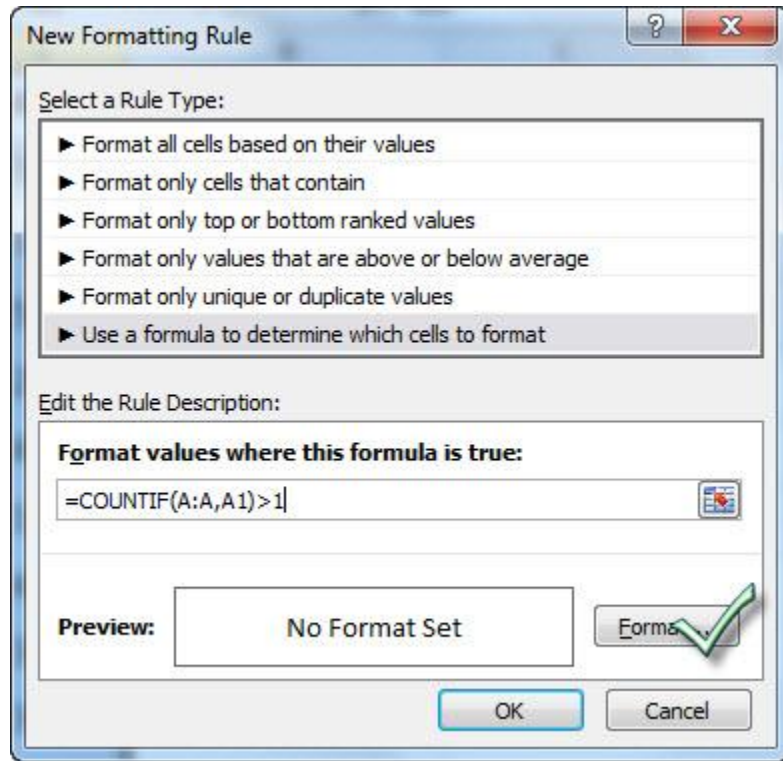 New Formatting Rule
?
X
Select a Rule Type:
► Format all cells based on their values
► Format only cells that contain
► Format only top or bottom ranked values
► Format only values that are above or below average
► Format only unique or duplicate values
► Use a formula to determine which cells to format
Edit the Rule Description:
Format values where this formula is true:
=COUNTIF(A:A,A1)>1
Preview:
No Format Set
Format...
OK
Cancel